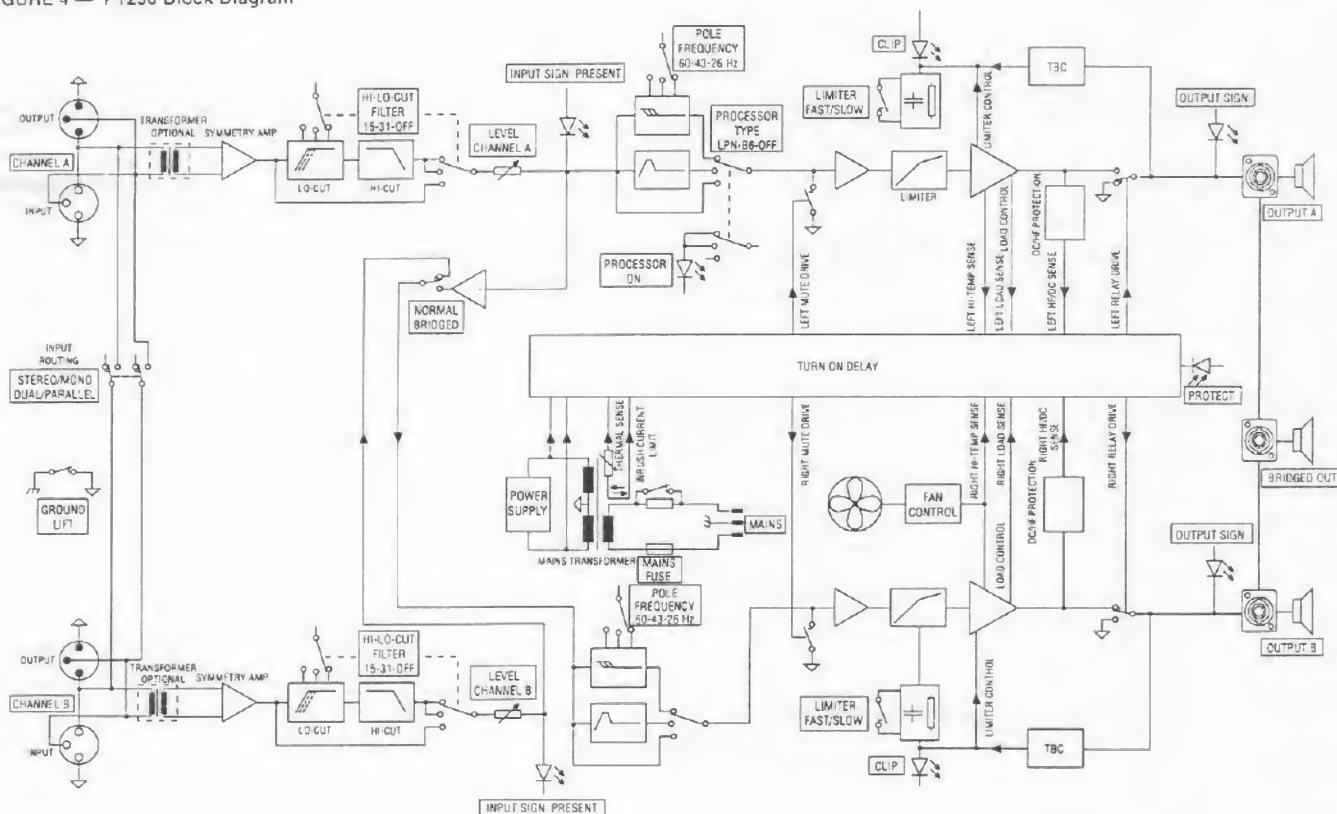 FIGURE 4 — P1250 Block Diagram
OUTPUT
CHANNEL A
INPUT
TRANSFORMER
OPTIONAL
SYMMETRY AMP
HI-LO-CUT
FILTER
15-31-OFF
LO-CUT
HI-CUT
LEVEL
CHANNEL A
INPUT SIGN PRESENT
POLE
FREQUENCY
60-43-26 Hz
PROCESSOR
TYPE
LPN-B6-OFF
PROCESSOR
ON
CLIP
LIMITER
FAST/SLOW
LIMITER
LIMITER CONTROL
TBC
OUTPUT SIGN
OUTPUT A
NORMAL
BRIDGED
LEFT MUTE DRIVE
LEFT HI-TEMP SENSE
LEFT LOAD SENSE
LOAD CONTROL
DC/HF PROTECT-ON
LEFT HF/DC SENSE
LEFT RELAY DRIVE
INPUT
ROUTING
STEREO/MONO
DUAL/PARALLEL
TURN ON DELAY
PROTECT
GROUND
LIFT
POWER
SUPPLY
THERMAL SENSE
INRUSH CURRENT
LIMIT
MAINS
MAINS TRANSFORMER
MAINS
FUSE
RIGHT MUTE DRIVE
FAN
CONTROL
RIGHT HI-TEMP SENSE
RIGHT LOAD SENSE
LOAD CONTROL
DC/HF PROTECTION
RIGHT HF/DC
SENSE
RIGHT RELAY DRIVE
BRIDGED OUT
POLE
FREQUENCY
60-43-26 Hz
OUTPUT SIGN
OUTPUT B
OUTPUT
CHANNEL B
INPUT
TRANSFORMER
OPTIONAL
SYMMETRY AMP
HI-LO-CUT
FILTER
15-31-OFF
LO-CUT
HI-CUT
LEVEL
CHANNEL B
INPUT SIGN PRESENT
LIMITER
FAST/SLOW
LIMITER CONTROL
CLIP
TBC